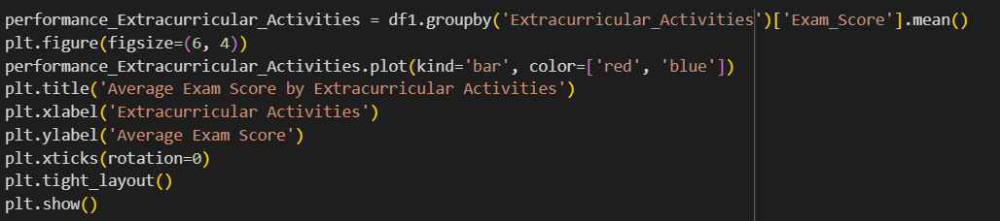 performance_Extracurricular_Activities = df1.groupby('Extracurricular_Activities')['Exam_Score'].mean()
plt.figure(figsize=(6, 4))
performance_Extracurricular_Activities.plot(kind='bar', color=['red', 'blue'])
plt.title('Average Exam Score by Extracurricular Activities')
plt.xlabel('Extracurricular Activities')
plt.ylabel('Average Exam Score')
plt.xticks(rotation=0)
plt.tight_layout()
plt.show()